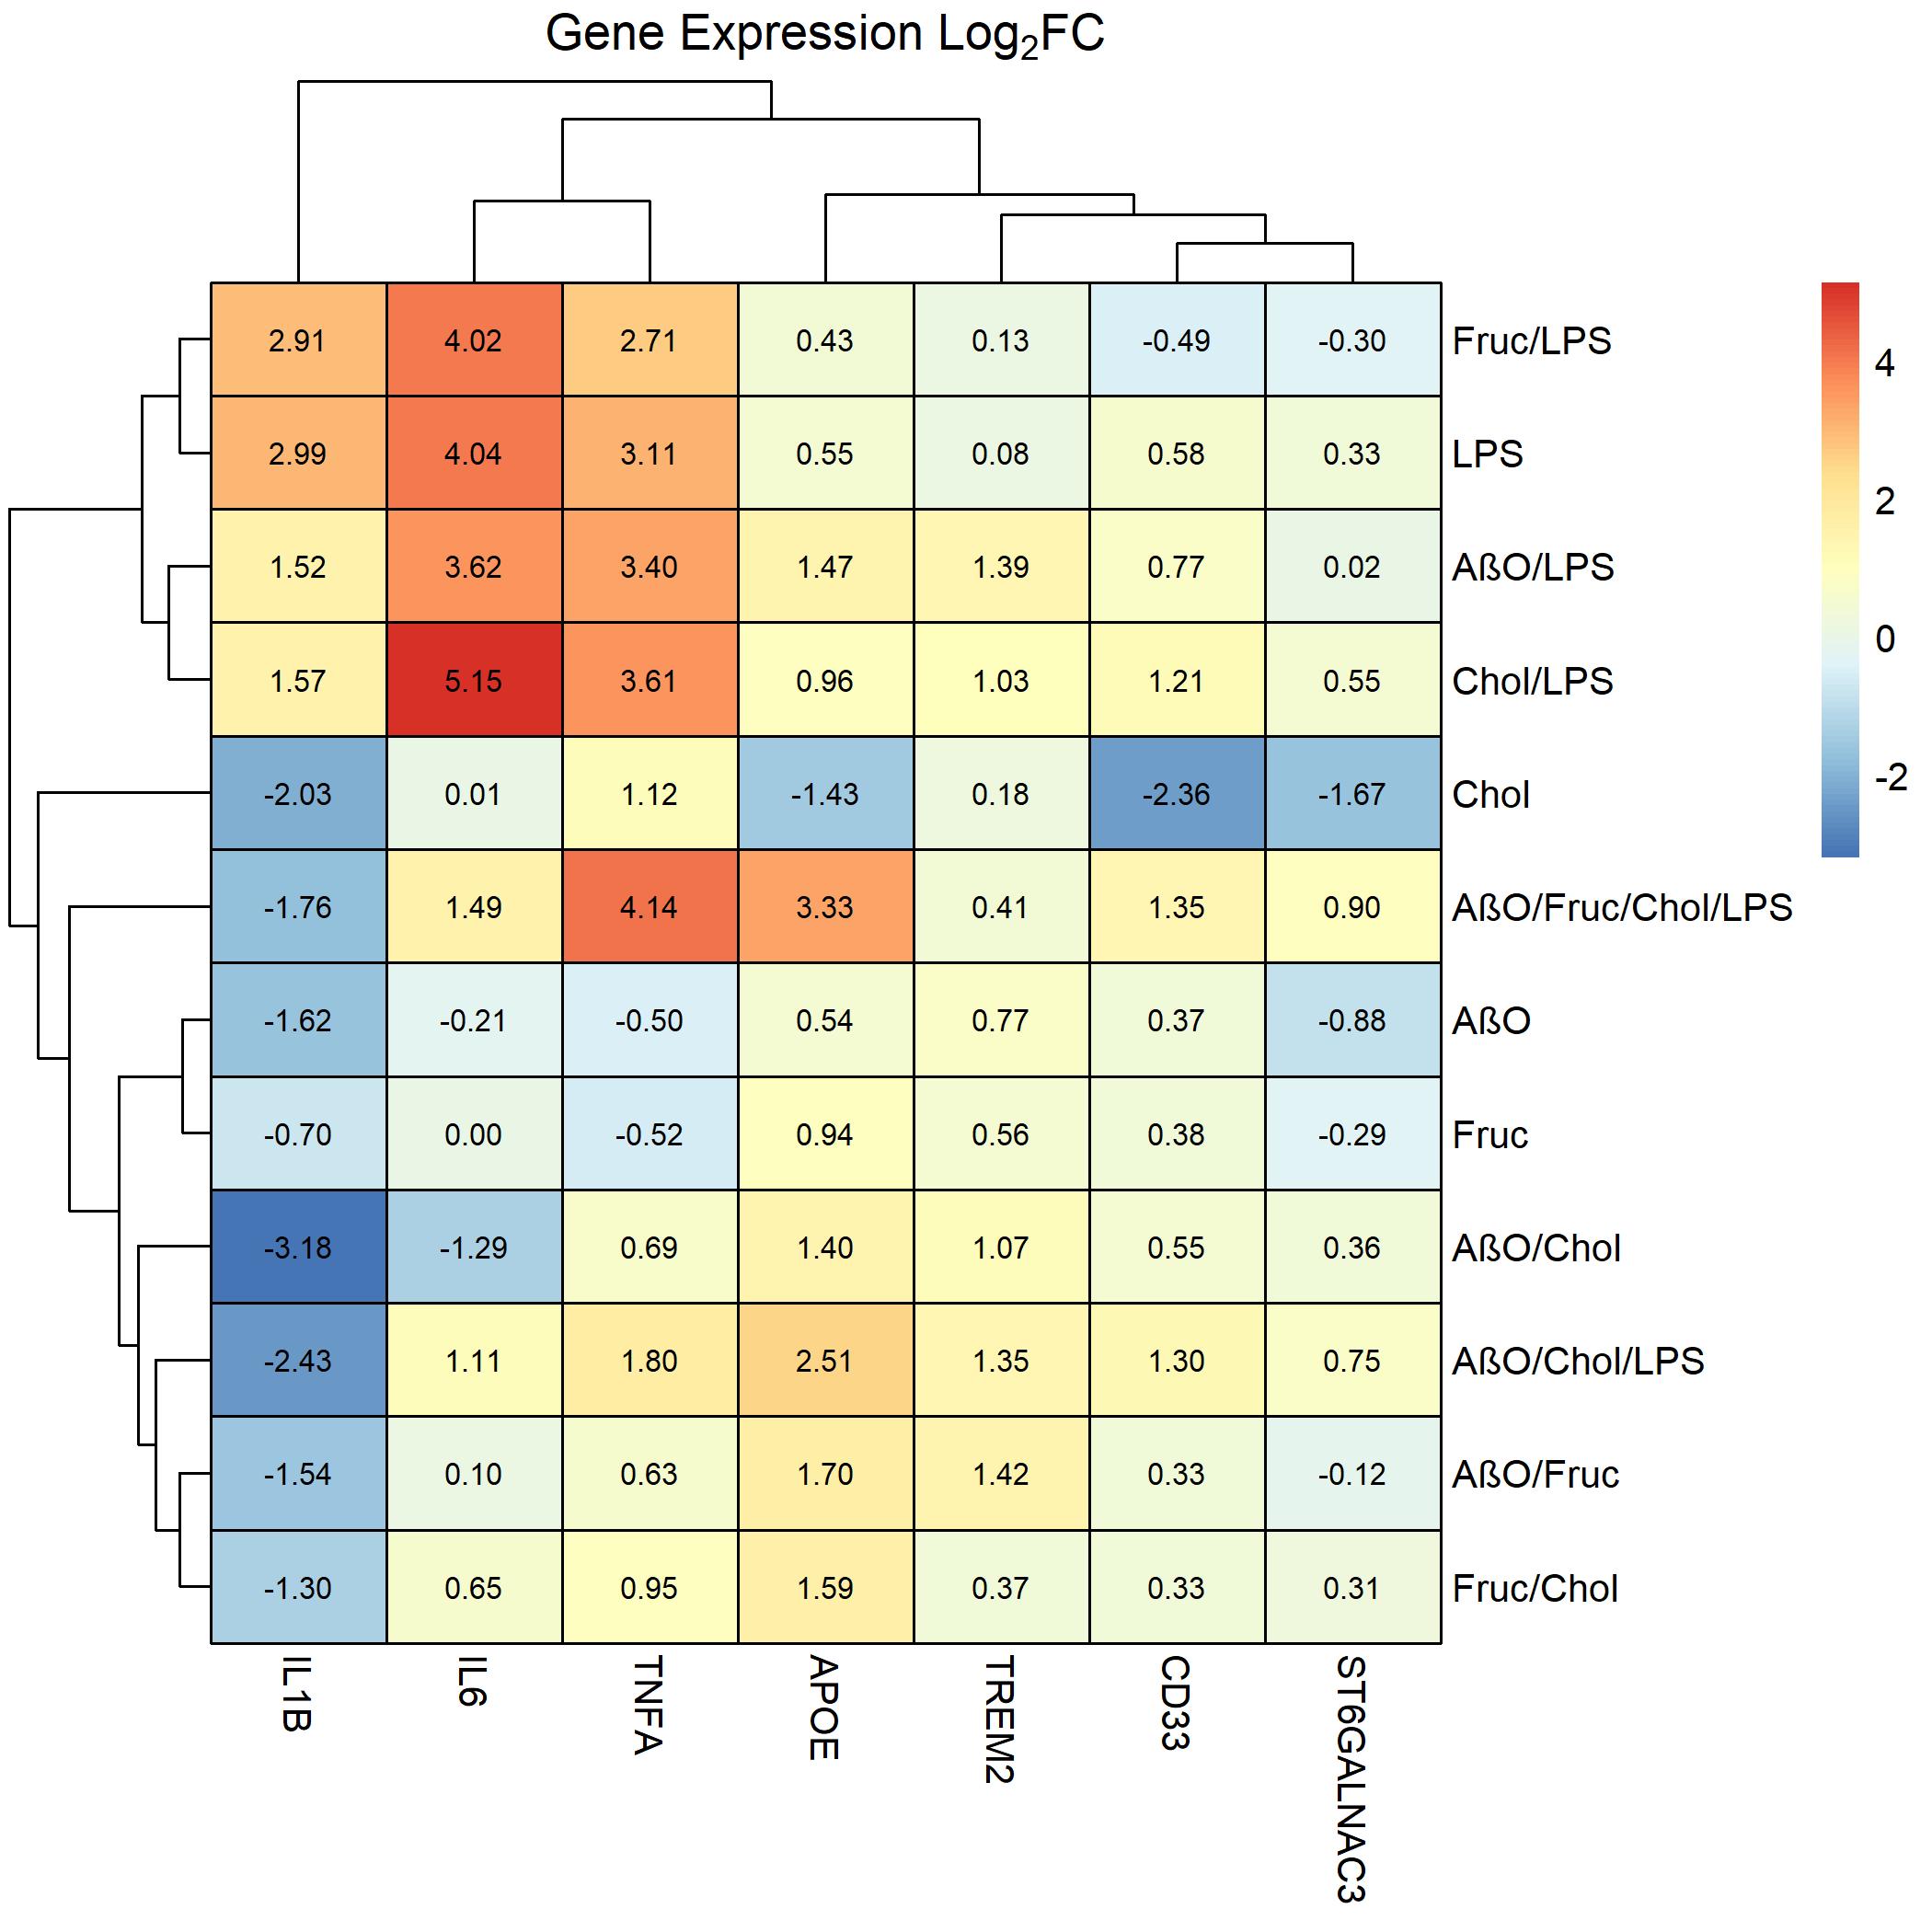 Gene Expression Log₂FC
2.91 4.02 2.71 0.43 0.13 -0.49 -0.30 Fruc/LPS
2.99 4.04 3.11 0.55 0.08 0.58 0.33 LPS
1.52 3.62 3.40 1.47 1.39 0.77 0.02 AßO/LPS
1.57 5.15 3.61 0.96 1.03 1.21 0.55 Chol/LPS
-2.03 0.01 1.12 -1.43 0.18 -2.36 -1.67 Chol
-1.76 1.49 4.14 3.33 0.41 1.35 0.90 AßO/Fruc/Chol/LPS
-1.62 -0.21 -0.50 0.54 0.77 0.37 -0.88 AßO
-0.70 0.00 -0.52 0.94 0.56 0.38 -0.29 Fruc
-3.18 -1.29 0.69 1.40 1.07 0.55 0.36 AßO/Chol
-2.43 1.11 1.80 2.51 1.35 1.30 0.75 AßO/Chol/LPS
-1.54 0.10 0.63 1.70 1.42 0.33 -0.12 AßO/Fruc
-1.30 0.65 0.95 1.59 0.37 0.33 0.31 Fruc/Chol
IL1B
IL6
TNFA
APOE
TREM2
CD33
ST6GALNAC3
4
2
0
-2